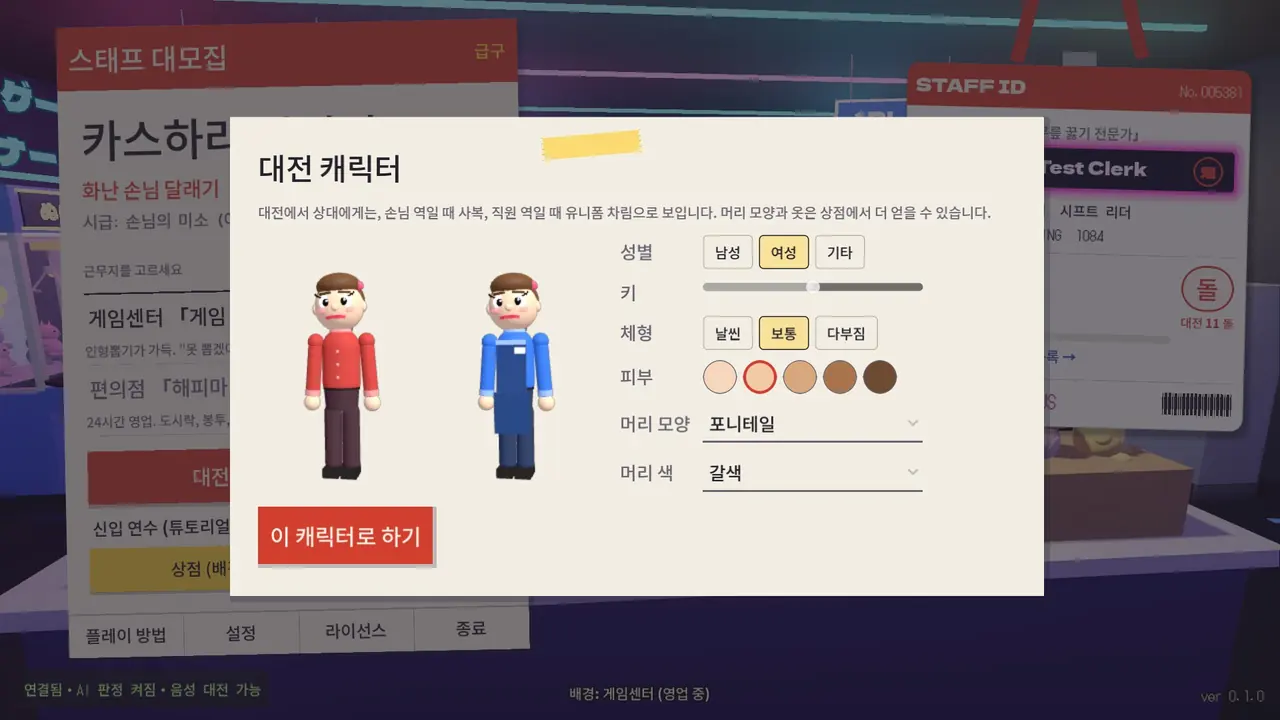 스태프 대모집
급구
카스하라
화난 손님 달래기
시급: 손님의 미소
근무지를 고르세요
게임센터 『게임
인형뽑기가 가득.
편의점 『해피마
24시간 영업. 도시락, 봉투,
대전
신입 연수 (튜토리얼
상점
플레이 방법
설정
라이선스
종료
대전 캐릭터
대전에서 상대에게는, 손님 역일 때 사복, 직원 역일 때 유니폼 차림으로 보입니다. 머리 모양과 옷은 상점에서 더 얻을 수 있습니다.
성별 남성 여성 기타
키
체형 날씬 보통 다부짐
피부
머리 모양 포니테일
머리 색 갈색
이 캐릭터로 하기
STAFF ID
No. 005381
꿇기 전문가』
Test Clerk
시프트 리더
1084
돌
대전 11 돌
연결됨・AI 판정 켜짐・음성 대전 가능
배경: 게임센터 (영업 중)
ver 0.1.0